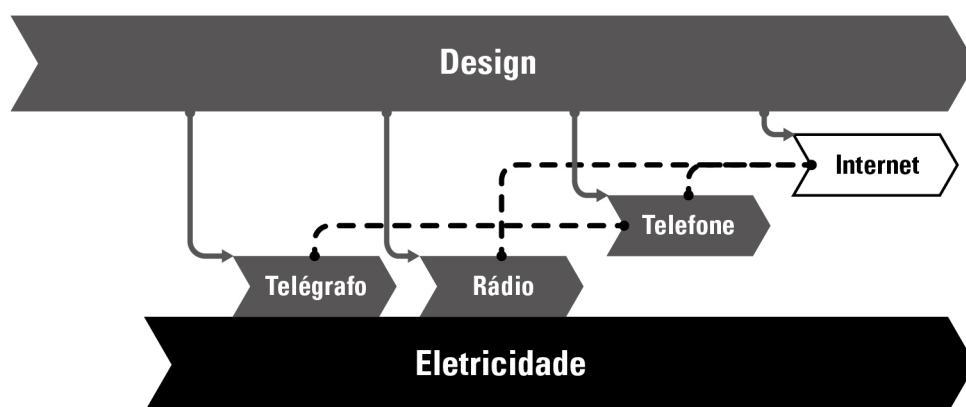 Design
Internet
Telefone
Telégrafo
Rádio
Eletricidade